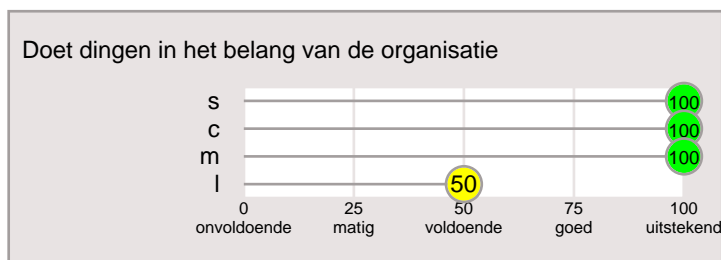 Doet dingen in het belang van de organisatie
s 100
c 100
m 100
l 50
0 25 50 75 100
onvoldoende matig voldoende goed uitstekend